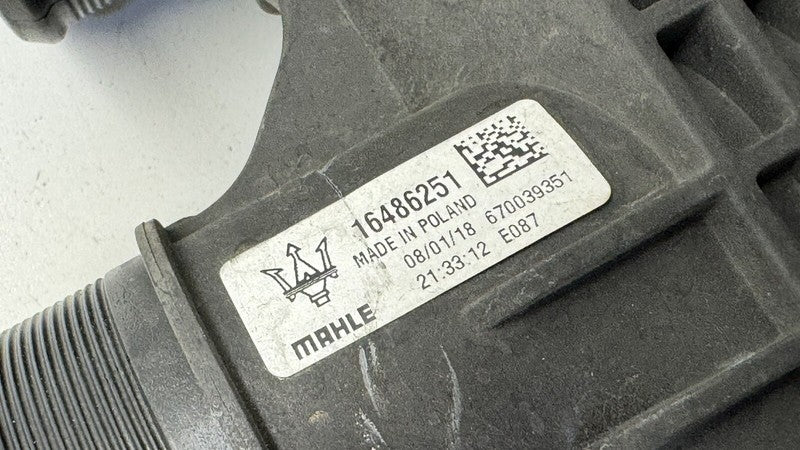 16486251
MADE IN POLAND
08/01/18 670039351
21:33:12 E087
MAHLE